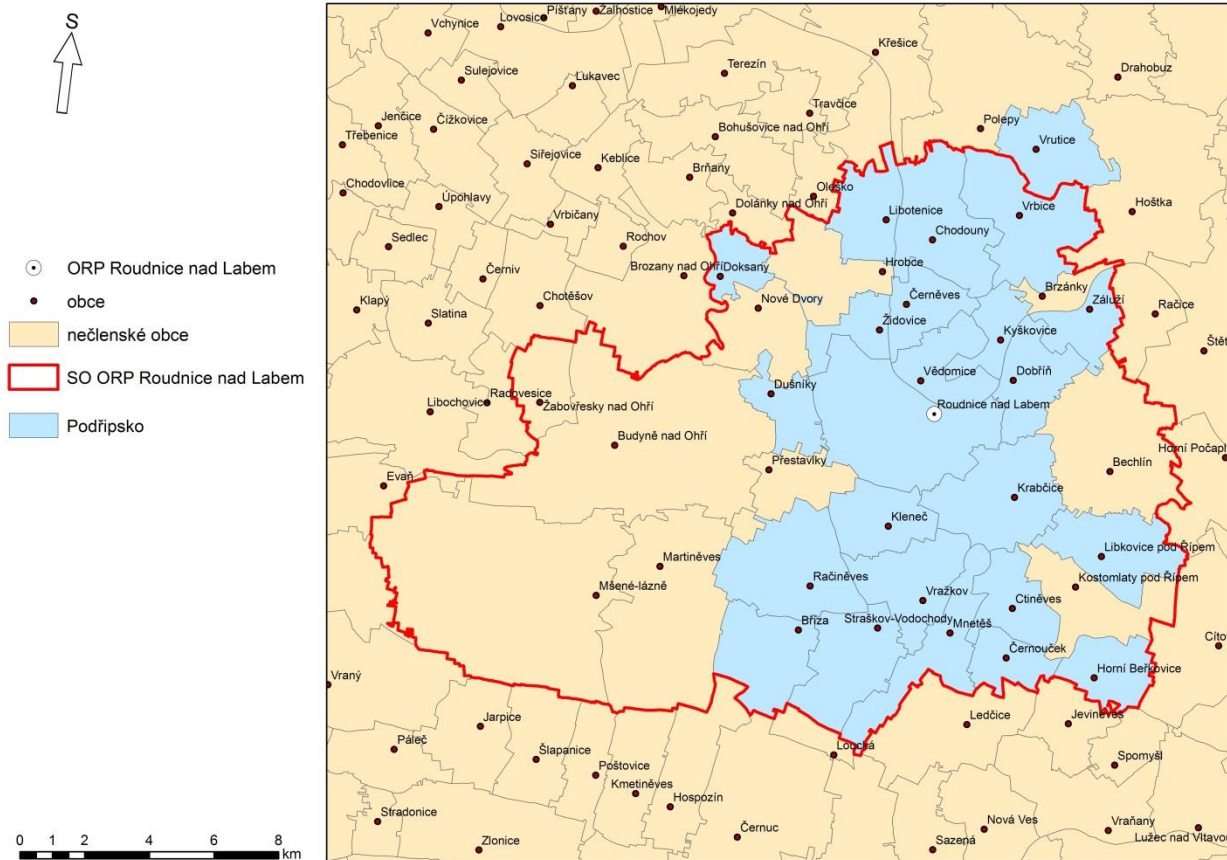 S
ORP Roudnice nad Labem
obce
nečlenské obce
SO ORP Roudnice nad Labem
Podřipsko
0 2 4 6 8
km
Vchynice
Lovosice
Píšťany
Žalhostice
Mlékojedy
Křešice
Drahobuz
Sulejovice
Lukavec
Terezín
Travčice
Polepy
Vrutice
Jenčice
Čížkovice
Třebenice
Bohušovice nad Ohří
Siřejovice
Keblice
Brňany
Oleško
Chodovlice
Úpohlavy
Vrbičany
Dolánky nad Ohří
Libotenice
Vrbice
Hoštka
Sedlec
Rochov
Chodouny
Černiv
Brozany nad Ohří
Doksany
Hrobce
Brzánky
Klapý
Slatina
Chotěšov
Nové Dvory
Černěves
Záluží
Račice
Židovice
Kyškovice
Štět
Vědomice
Dobříň
Libochovice
Radovesice
Žabovřesky nad Ohří
Dušníky
Roudnice nad Labem
Budyně nad Ohří
Horní Počapl
Evaň
Přestavlky
Bechlín
Krabčice
Kleneč
Martiněves
Libkovice pod Řípem
Mšené-lázně
Račiněves
Vražkov
Ctiněves
Kostomlaty pod Řípem
Bříza
Straškov-Vodochody
Mnetěš
Černouček
Cítov
Vraný
Horní Beřkovice
Jarpice
Ledčice
Jeviněves
Páleč
Šlapanice
Loucká
Poštovice
Spomyšl
Kmetiněves
Hospozín
Stradonice
Černuc
Nová Ves
Vraňany
Lužec nad Vltavou
Zlonice
Sazená